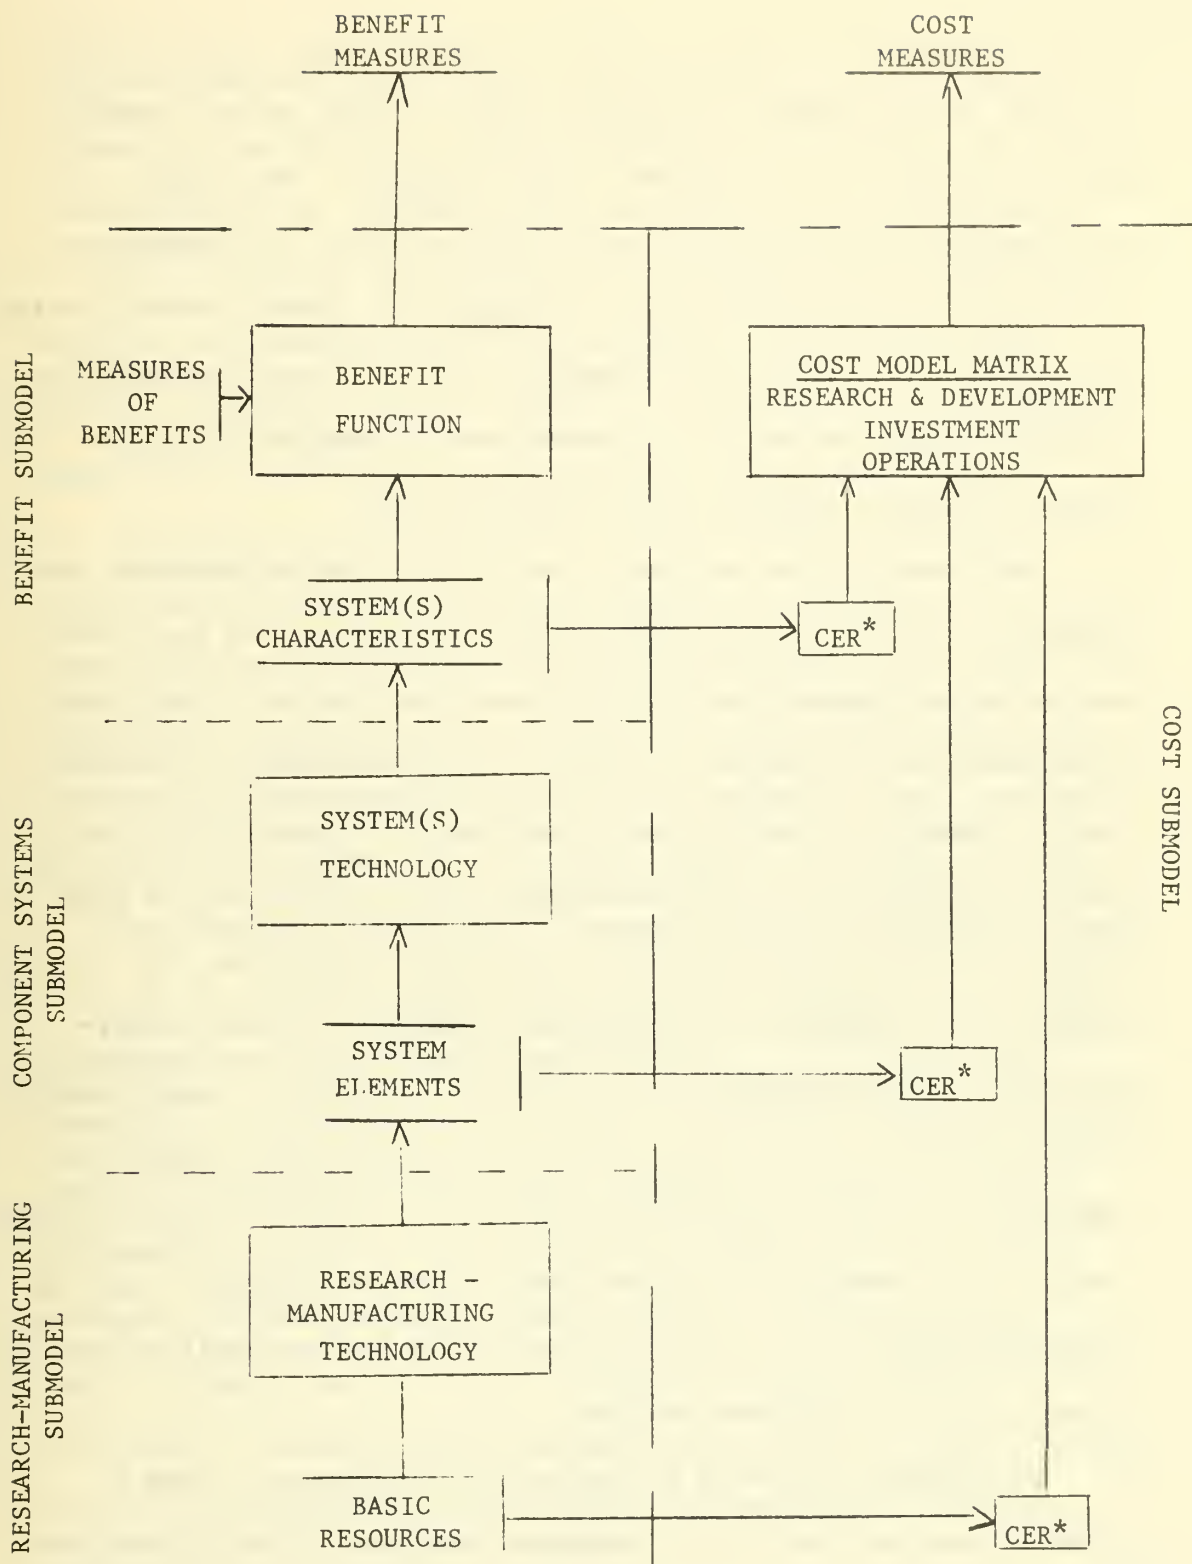 BENEFIT
MEASURES
COST
MEASURES
BENEFIT SUBMODEL
MEASURES
OF
BENEFITS
BENEFIT
FUNCTION
COST MODEL MATRIX
RESEARCH & DEVELOPMENT
INVESTMENT
OPERATIONS
SYSTEM(S)
CHARACTERISTICS
CER*
COST SUBMODEL
COMPONENT SYSTEMS
SUBMODEL
SYSTEM(S)
TECHNOLOGY
SYSTEM
ELEMENTS
CER*
RESEARCH-MANUFACTURING
SUBMODEL
RESEARCH -
MANUFACTURING
TECHNOLOGY
BASIC
RESOURCES
CER*